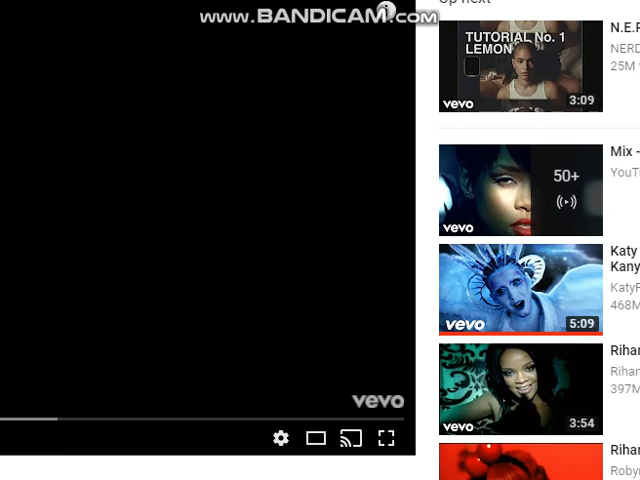 www.BANDICAM.com
Up next
TUTORIAL No. 1
LEMON
vevo
3:09
N.E.R
NERD
25M
50+
vevo
Mix -
YouT
vevo
5:09
Katy
Kany
KatyP
468M
vevo
3:54
Rihan
Rihan
397M
vevo
Rihan
Robyn